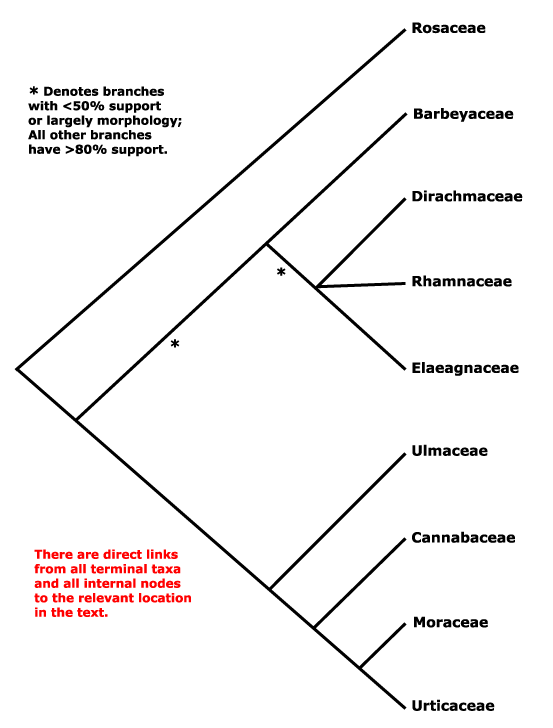 Rosaceae
* Denotes branches
with <50% support
or largely morphology;
All other branches
have >80% support.
Barbeyaceae
Dirachmaceae
*
Rhamnaceae
*
Elaeagnaceae
Ulmaceae
Cannabaceae
There are direct links
from all terminal taxa
and all internal nodes
to the relevant location
in the text.
Moraceae
Urticaceae